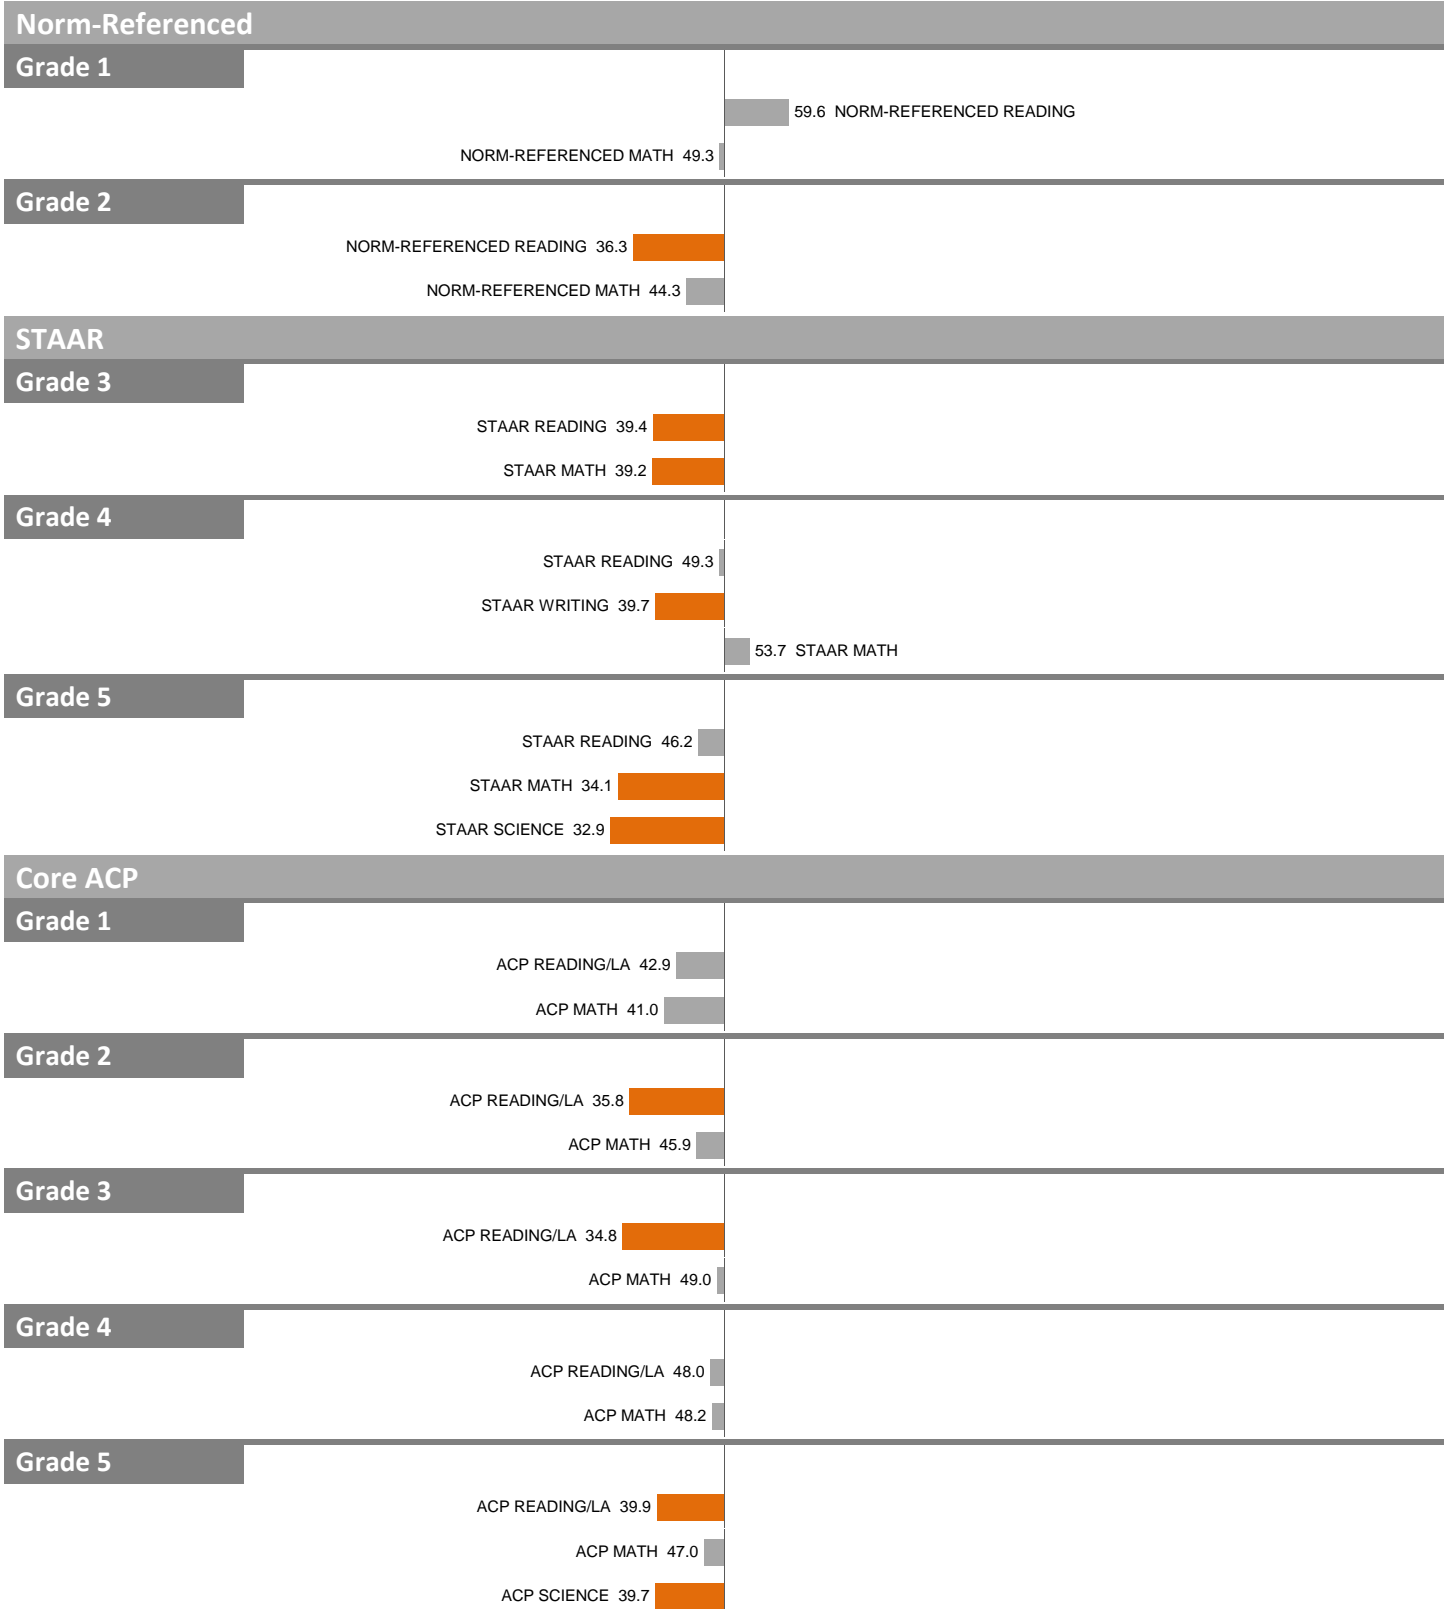 Norm-Referenced
Grade 1
59.6 NORM-REFERENCED READING
NORM-REFERENCED MATH 49.3
Grade 2
NORM-REFERENCED READING 36.3
NORM-REFERENCED MATH 44.3
STAAR
Grade 3
STAAR READING 39.4
STAAR MATH 39.2
Grade 4
STAAR READING 49.3
STAAR WRITING 39.7
53.7 STAAR MATH
Grade 5
STAAR READING 46.2
STAAR MATH 34.1
STAAR SCIENCE 32.9
Core ACP
Grade 1
ACP READING/LA 42.9
ACP MATH 41.0
Grade 2
ACP READING/LA 35.8
ACP MATH 45.9
Grade 3
ACP READING/LA 34.8
ACP MATH 49.0
Grade 4
ACP READING/LA 48.0
ACP MATH 48.2
Grade 5
ACP READING/LA 39.9
ACP MATH 47.0
ACP SCIENCE 39.7